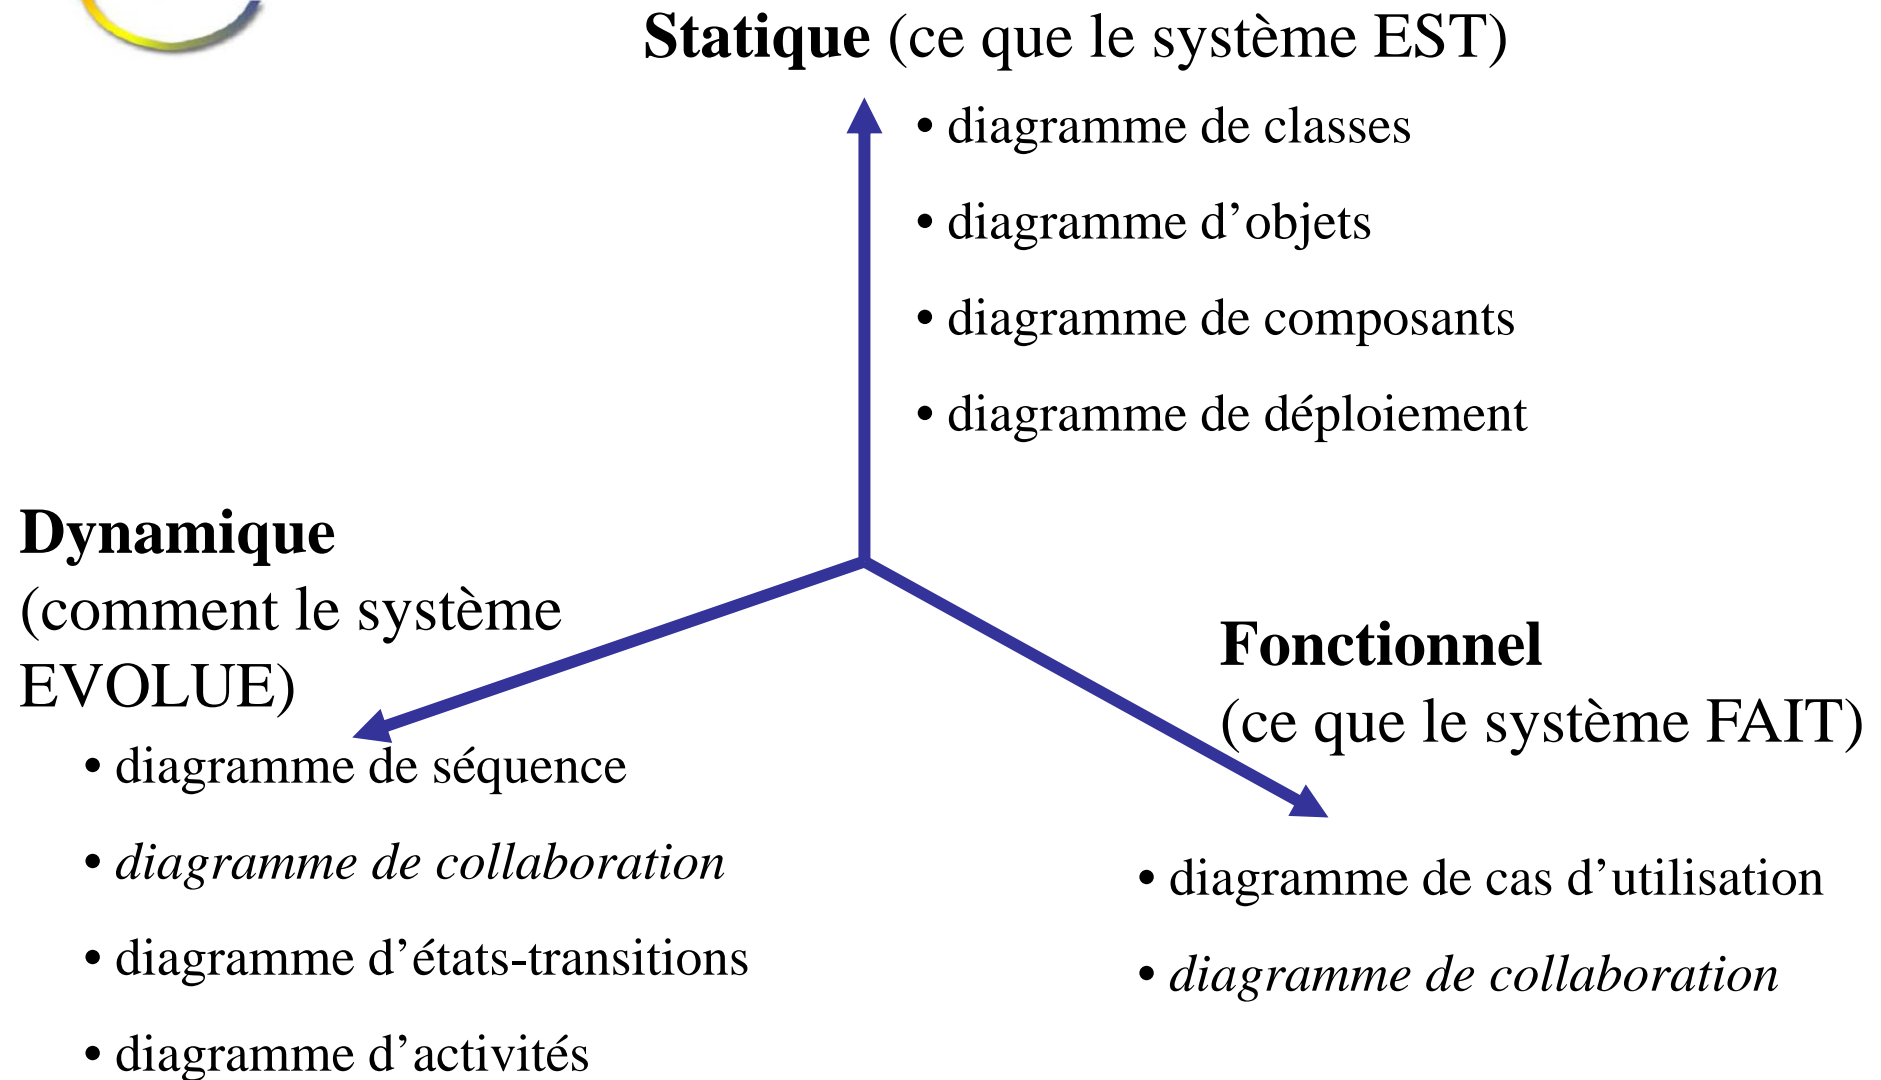 Statique (ce que le système EST)
• diagramme de classes
• diagramme d’objets
• diagramme de composants
• diagramme de déploiement
Dynamique
(comment le système
EVOLUE)
• diagramme de séquence
• diagramme de collaboration
• diagramme d’états-transitions
• diagramme d’activités
Fonctionnel
(ce que le système FAIT)
• diagramme de cas d’utilisation
• diagramme de collaboration